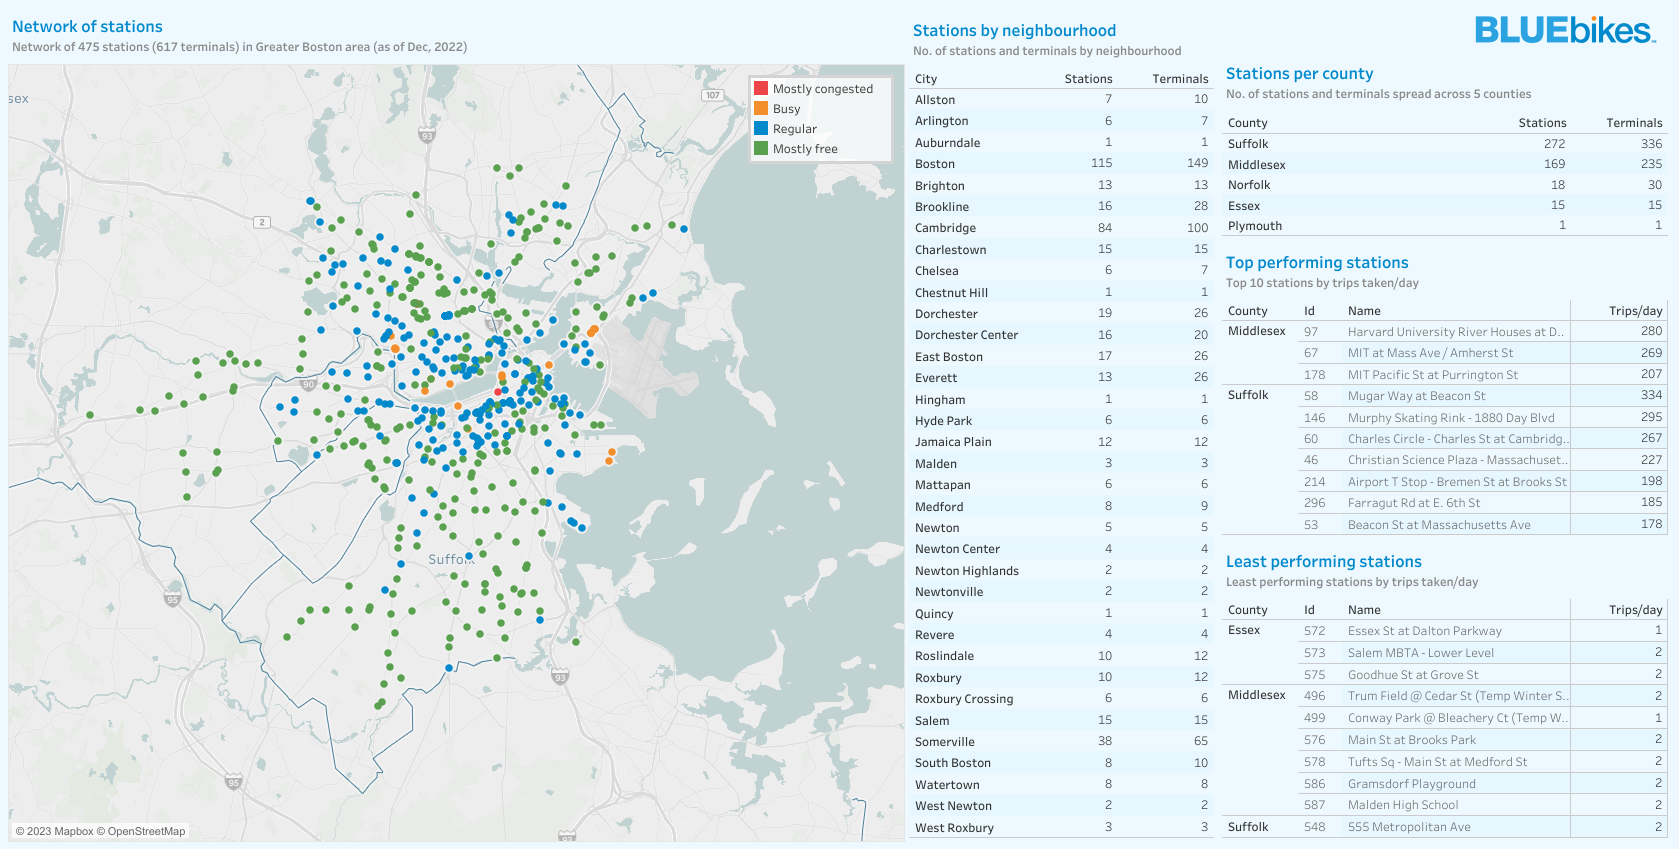 Network of stations
Network of 475 stations (617 terminals) in Greater Boston area (as of Dec, 2022)
sex
107
93
2
90
95
93
95
93
Suffolk
Mostly congested
Busy
Regular
Mostly free
© 2023 Mapbox © OpenStreetMap
Stations by neighbourhood
No. of stations and terminals by neighbourhood
City Stations Terminals
Allston 7 10
Arlington 6 7
Auburndale 1 1
Boston 115 149
Brighton 13 13
Brookline 16 28
Cambridge 84 100
Charlestown 15 15
Chelsea 6 7
Chestnut Hill 1 1
Dorchester 19 26
Dorchester Center 16 20
East Boston 17 26
Everett 13 26
Hingham 1 1
Hyde Park 6 6
Jamaica Plain 12 12
Malden 3 3
Mattapan 6 6
Medford 8 9
Newton 5 5
Newton Center 4 4
Newton Highlands 2 2
Newtonville 2 2
Quincy 1 1
Revere 4 4
Roslindale 10 12
Roxbury 10 12
Roxbury Crossing 6 6
Salem 15 15
Somerville 38 65
South Boston 8 10
Watertown 8 8
West Newton 2 2
West Roxbury 3 3
BLUEbikes
Stations per county
No. of stations and terminals spread across 5 counties
County Stations Terminals
Suffolk 272 336
Middlesex 169 235
Norfolk 18 30
Essex 15 15
Plymouth 1 1
Top performing stations
Top 10 stations by trips taken/day
County Id Name Trips/day
Middlesex 97 Harvard University River Houses at D.. 280
67 MIT at Mass Ave / Amherst St 269
178 MIT Pacific St at Purrington St 207
Suffolk 58 Mugar Way at Beacon St 334
146 Murphy Skating Rink - 1880 Day Blvd 295
60 Charles Circle - Charles St at Cambridg.. 267
46 Christian Science Plaza - Massachuset.. 227
214 Airport T Stop - Bremen St at Brooks St 198
296 Farragut Rd at E. 6th St 185
53 Beacon St at Massachusetts Ave 178
Least performing stations
Least performing stations by trips taken/day
County Id Name Trips/day
Essex 572 Essex St at Dalton Parkway 1
573 Salem MBTA - Lower Level 2
575 Goodhue St at Grove St 2
Middlesex 496 Trum Field @ Cedar St (Temp Winter S.. 2
499 Conway Park @ Bleachery Ct (Temp W.. 1
576 Main St at Brooks Park 2
578 Tufts Sq - Main St at Medford St 2
586 Gramsdorf Playground 2
587 Malden High School 2
Suffolk 548 555 Metropolitan Ave 2